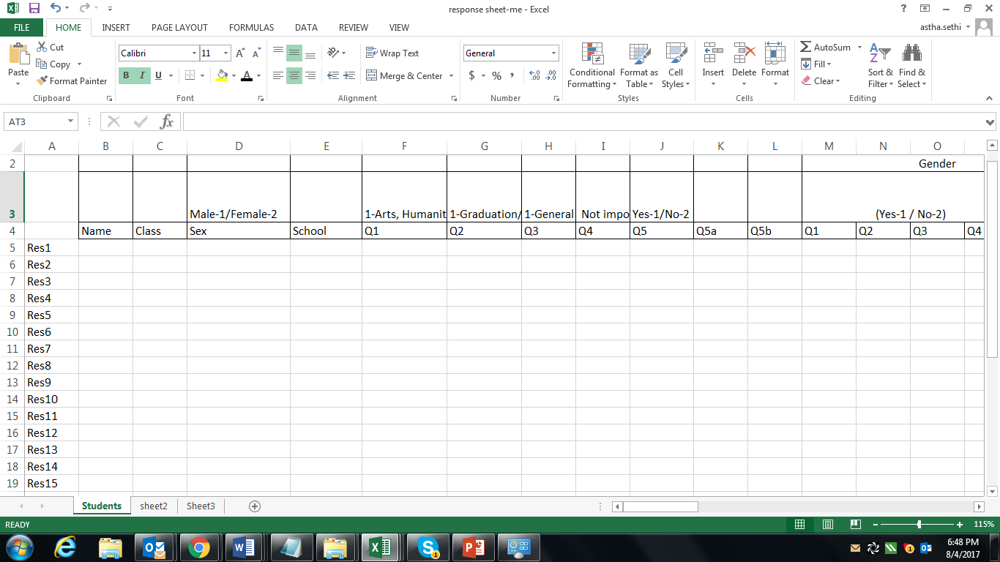 response sheet-me - Excel
?
FILE HOME INSERT PAGE LAYOUT FORMULAS DATA REVIEW VIEW astha.sethi
Paste Cut Copy Format Painter
Calibri 11 A A
B I U A
Wrap Text
Merge & Center
General
$ % , .0 .00 .00 .0
Conditional Formatting Format as Table Cell Styles
Insert Delete Format
AutoSum Fill Clear
Sort & Filter Find & Select
Clipboard Font Alignment Number Styles Cells Editing
AT3 fx
A B C D E F G H I J K L M N O
2 Gender
3 Male-1/Female-2 1-Arts, Humanit 1-Graduation/ 1-General Not impo Yes-1/No-2 (Yes-1 / No-2)
4 Name Class Sex School Q1 Q2 Q3 Q4 Q5 Q5a Q5b Q1 Q2 Q3 Q4
5 Res1
6 Res2
7 Res3
8 Res4
9 Res5
10 Res6
11 Res7
12 Res8
13 Res9
14 Res10
15 Res11
16 Res12
17 Res13
18 Res14
19 Res15
Students sheet2 Sheet3
READY 115%
6:48 PM
8/4/2017